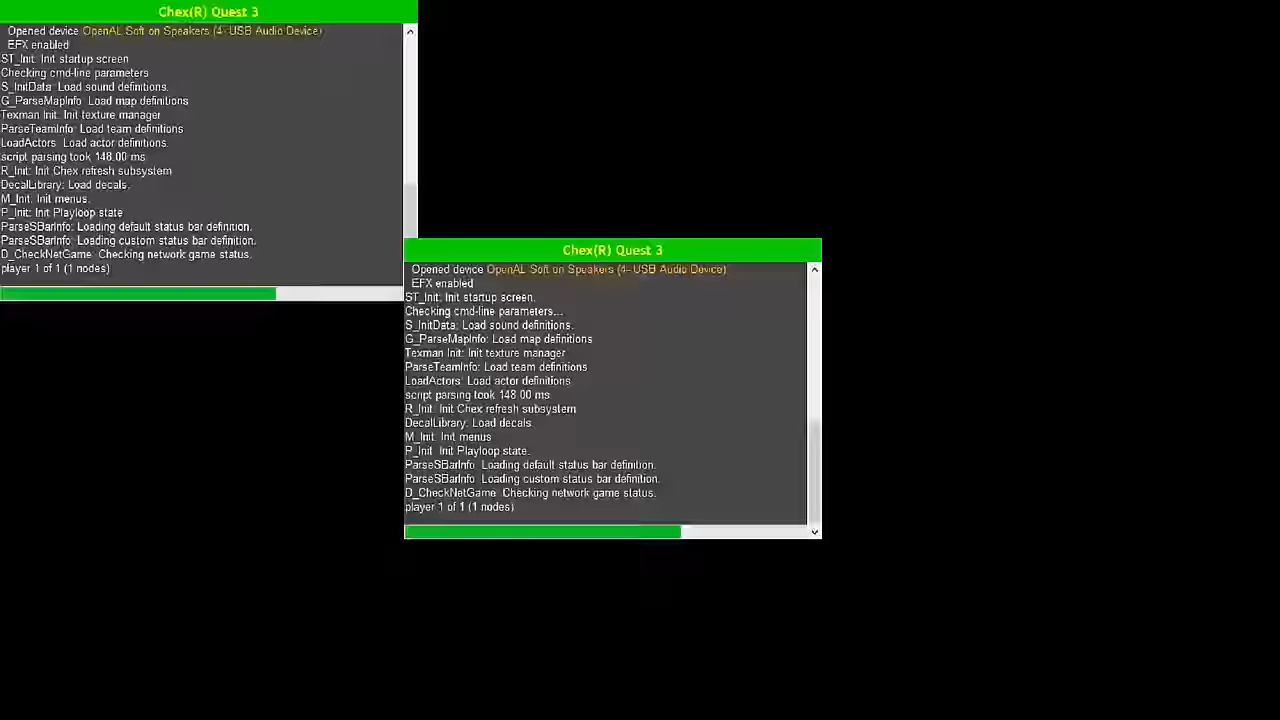 Chex(R) Quest 3
Opened device OpenAL Soft on Speakers (4- USB Audio Device)
EFX enabled
ST_Init: Init startup screen
Checking cmd-line parameters
S_InitData: Load sound definitions.
G_ParseMapInfo: Load map definitions
Texman Init: Init texture manager
ParseTeamInfo: Load team definitions
LoadActors: Load actor definitions.
script parsing took 148.00 ms
R_Init: Init Chex refresh subsystem
DecalLibrary: Load decals.
M_Init: Init menus.
P_Init: Init Playloop state
ParseSBarInfo: Loading default status bar definition.
ParseSBarInfo: Loading custom status bar definition.
D_CheckNetGame: Checking network game status.
player 1 of 1 (1 nodes)
Chex(R) Quest 3
Opened device OpenAL Soft on Speakers (4- USB Audio Device)
EFX enabled
ST_Init: Init startup screen.
Checking cmd-line parameters...
S_InitData: Load sound definitions.
G_ParseMapInfo: Load map definitions
Texman Init: Init texture manager
ParseTeamInfo: Load team definitions
LoadActors: Load actor definitions
script parsing took 148.00 ms
R_Init: Init Chex refresh subsystem
DecalLibrary: Load decals.
M_Init: Init menus
P_Init: Init Playloop state.
ParseSBarInfo: Loading default status bar definition.
ParseSBarInfo: Loading custom status bar definition.
D_CheckNetGame: Checking network game status.
player 1 of 1 (1 nodes)